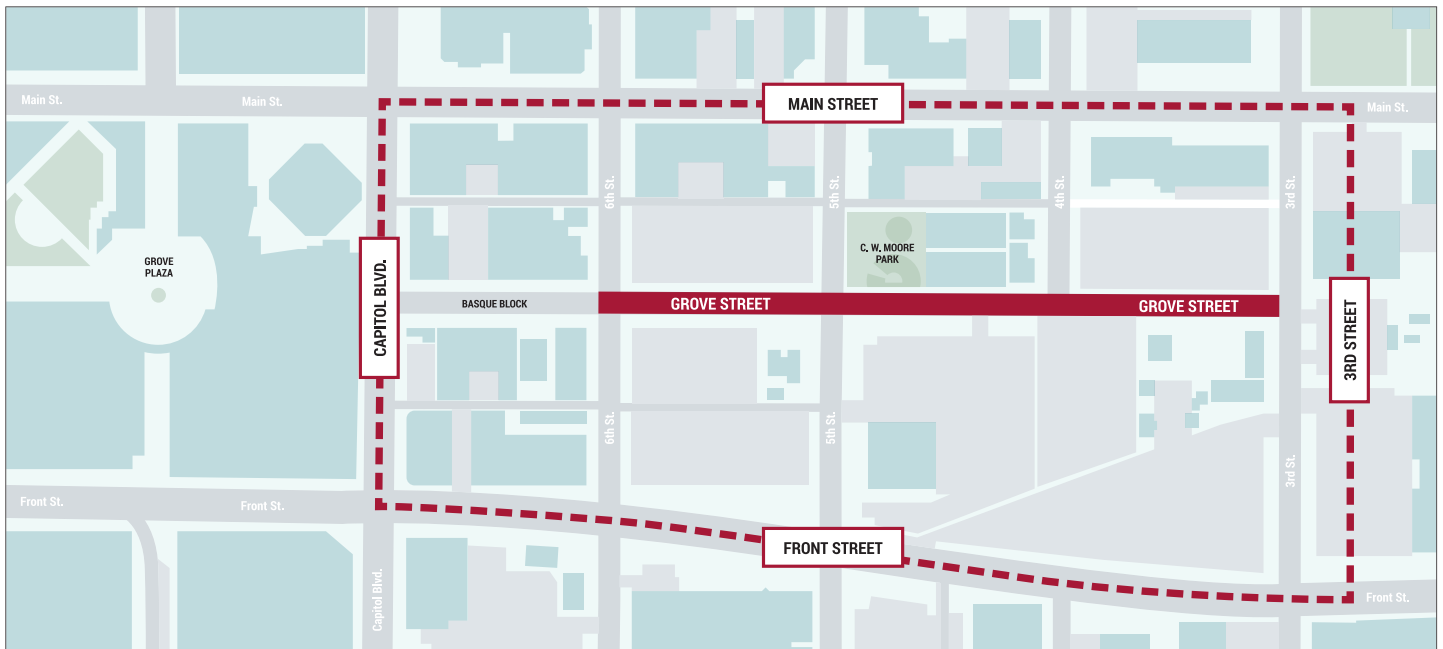 Main St.
Main St.
MAIN STREET
Main St.
6th St.
5th St.
4th St.
3rd St.
GROVE
PLAZA
CAPITOL BLVD.
C. W. MOORE
PARK
BASQUE BLOCK
GROVE STREET
GROVE STREET
3RD STREET
6th St.
5th St.
3rd St.
Front St.
Front St.
FRONT STREET
Capitol Blvd.
Front St.